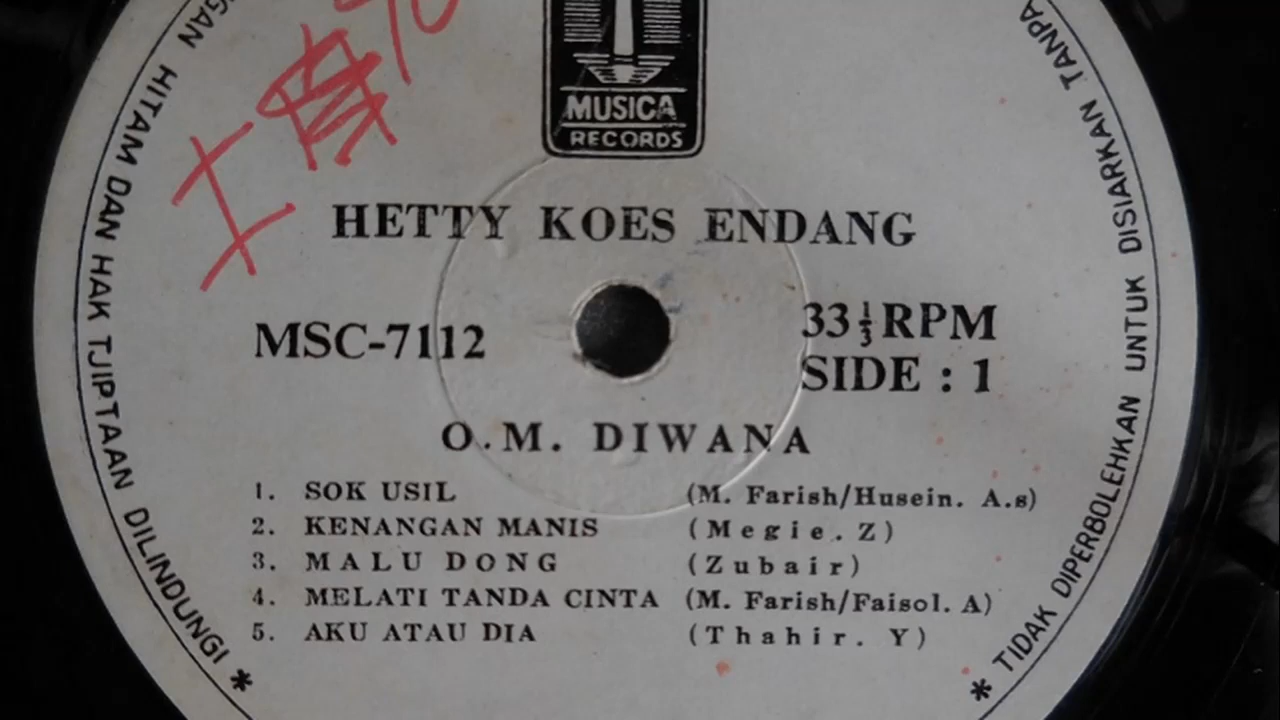 MUSICA
RECORDS
HETTY KOES ENDANG
MSC-7112
33⅓ RPM
SIDE : 1
O.M. DIWANA
1. SOK USIL (M. Farish/Husein. A.s)
2. KENANGAN MANIS (Megie. Z)
3. MALU DONG (Zubair)
4. MELATI TANDA CINTA (M. Farish/Faisol. A)
5. AKU ATAU DIA (Thahir. Y)
HITAM DAN HAK TJIPTAAN DILINDUNGI *
* TIDAK DIPERBOLEHKAN UNTUK DISIARKAN TANPA